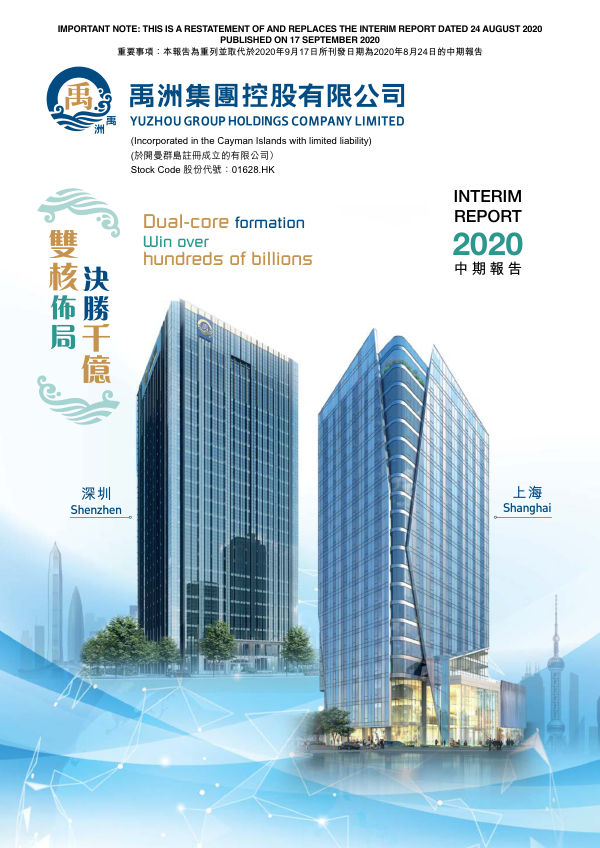 IMPORTANT NOTE: THIS IS A RESTATEMENT OF AND REPLACES THE INTERIM REPORT DATED 24 AUGUST 2020
PUBLISHED ON 17 SEPTEMBER 2020
重要事項：本報告為重列並取代於2020年9月17日所刊發日期為2020年8月24日的中期報告
禹
禹洲
禹洲集團控股有限公司
YUZHOU GROUP HOLDINGS COMPANY LIMITED
(Incorporated in the Cayman Islands with limited liability)
(於開曼群島註冊成立的有限公司）
Stock Code 股份代號：01628.HK
INTERIM
REPORT
2020
中期報告
Dual-core formation
Win over
hundreds of billions
雙核佈局
決勝千億
深圳
Shenzhen
上海
Shanghai